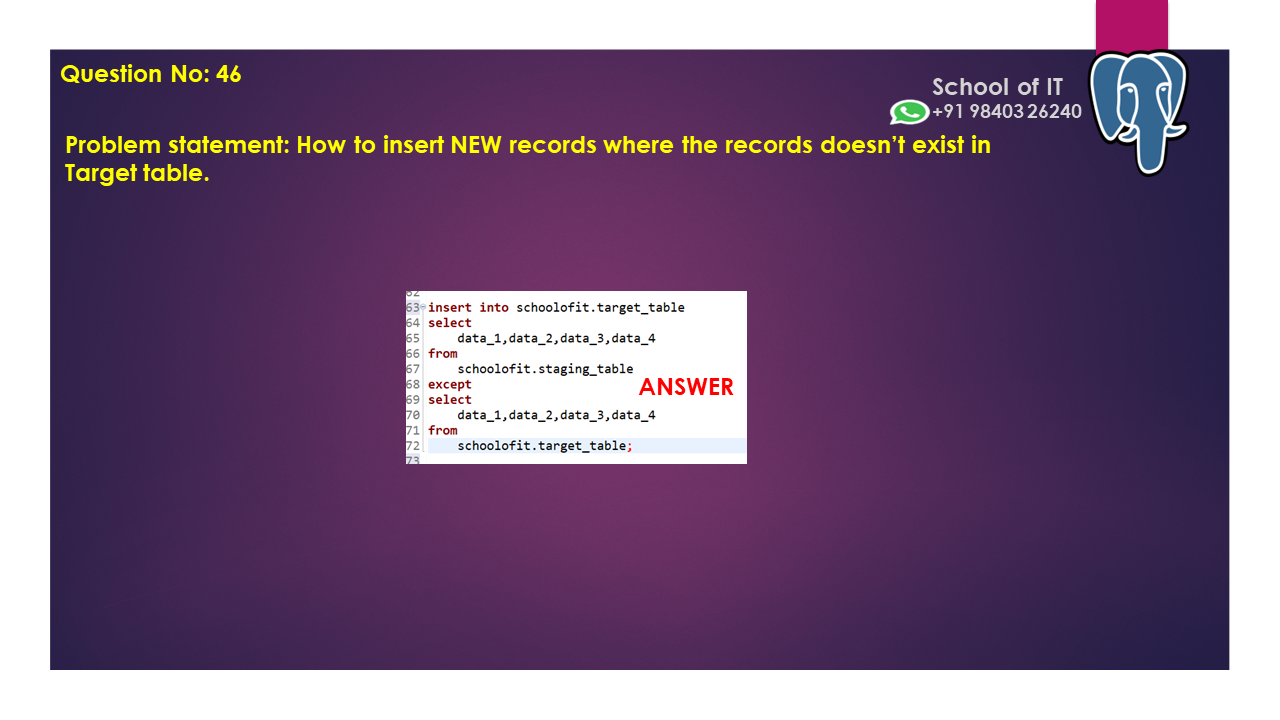 Question No: 46
School of IT
+91 98403 26240
Problem statement: How to insert NEW records where the records doesn’t exist in
Target table.
62
63 insert into schoolofit.target_table
64 select
65 data_1,data_2,data_3,data_4
66 from
67 schoolofit.staging_table
68 except
ANSWER
69 select
70 data_1,data_2,data_3,data_4
71 from
72 schoolofit.target_table;
73